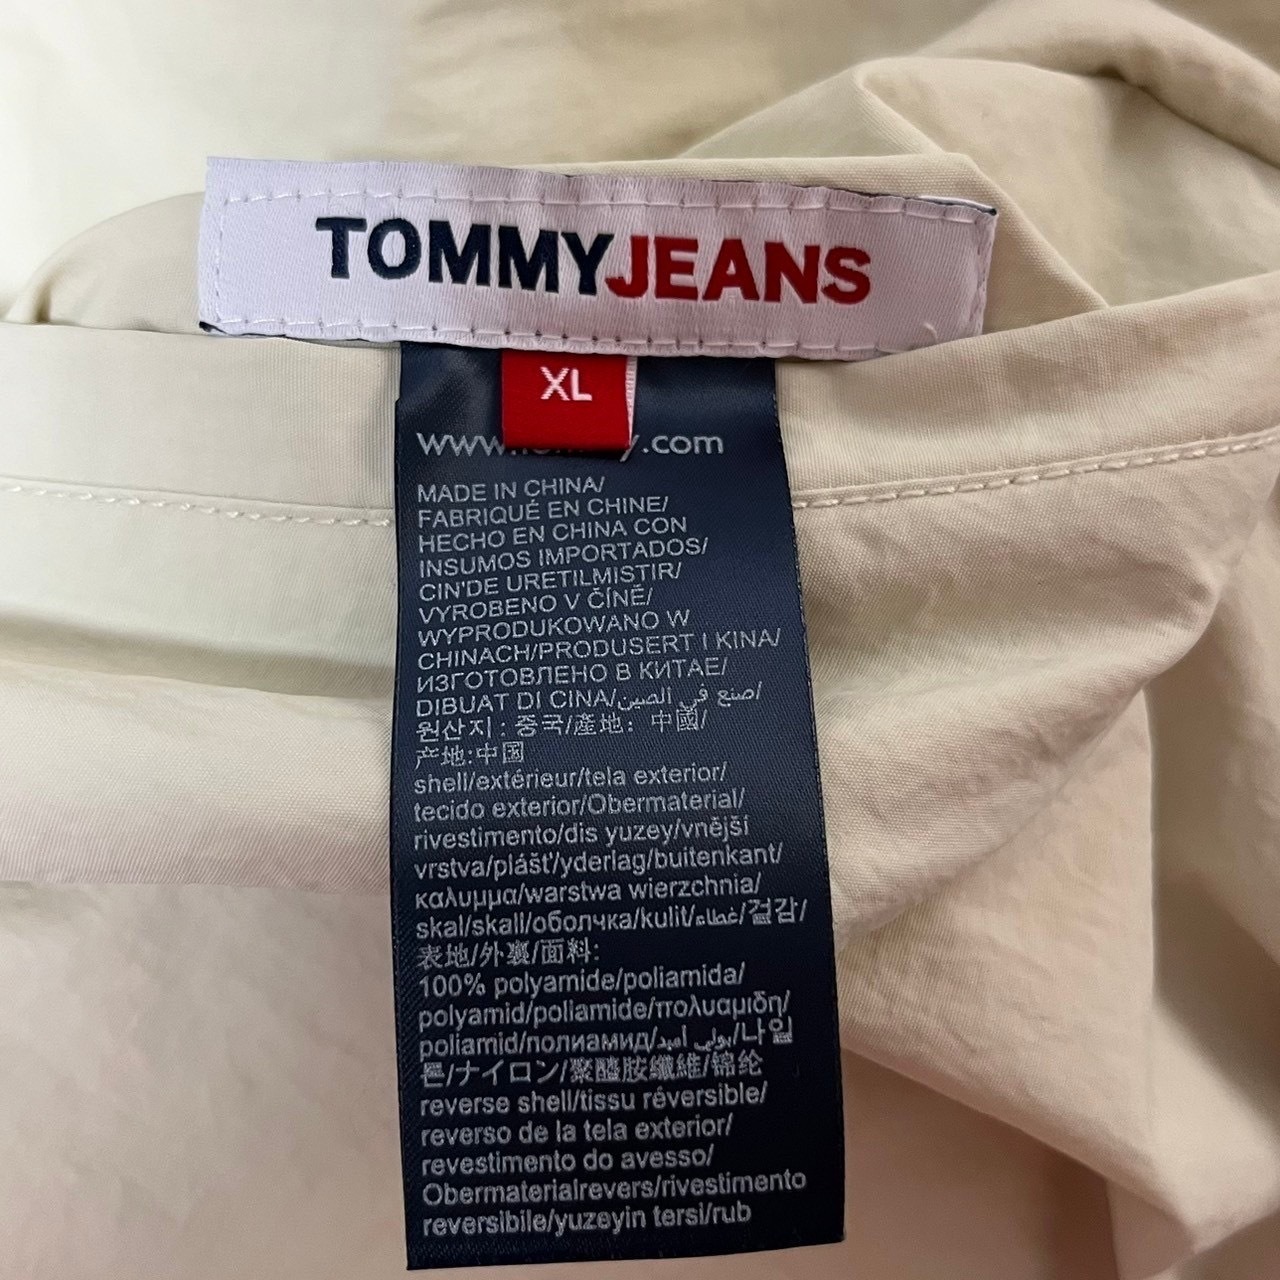 TOMMYJEANS
XL
.com
MADE IN CHINA/
FABRIQUÉ EN CHINE/
HECHO EN CHINA CON
INSUMOS IMPORTADOS/
CIN'DE URETILMISTIR/
VYROBENO V ČÍNĚ/
WYPRODUKOWANO W
CHINACH/PRODUSERT I KINA/
ИЗГОТОВЛЕНО В КИТАЕ/
DIBUAT DI CINA/صنع في الصين/
원산지: 중국/產地: 中國/
产地:中国
shell/extérieur/tela exterior/
tecido exterior/Obermaterial/
rivestimento/dis yuzey/vnější
vrstva/plášť/yderlag/buitenkant/
καλυμμα/warstwa wierzchnia/
skal/skall/оболчка/kulit/غطاء/겉감/
表地/外裏/面料:
100% polyamide/poliamida/
polyamid/poliamide/πολυαμιδη/
poliamid/полиамид/بولي أميد/나일
론/ナイロン/聚醯胺纖維/锦纶
reverse shell/tissu réversible/
reverso de la tela exterior/
revestimento do avesso/
Obermaterialrevers/rivestimento
reversibile/yuzeyin tersi/rub